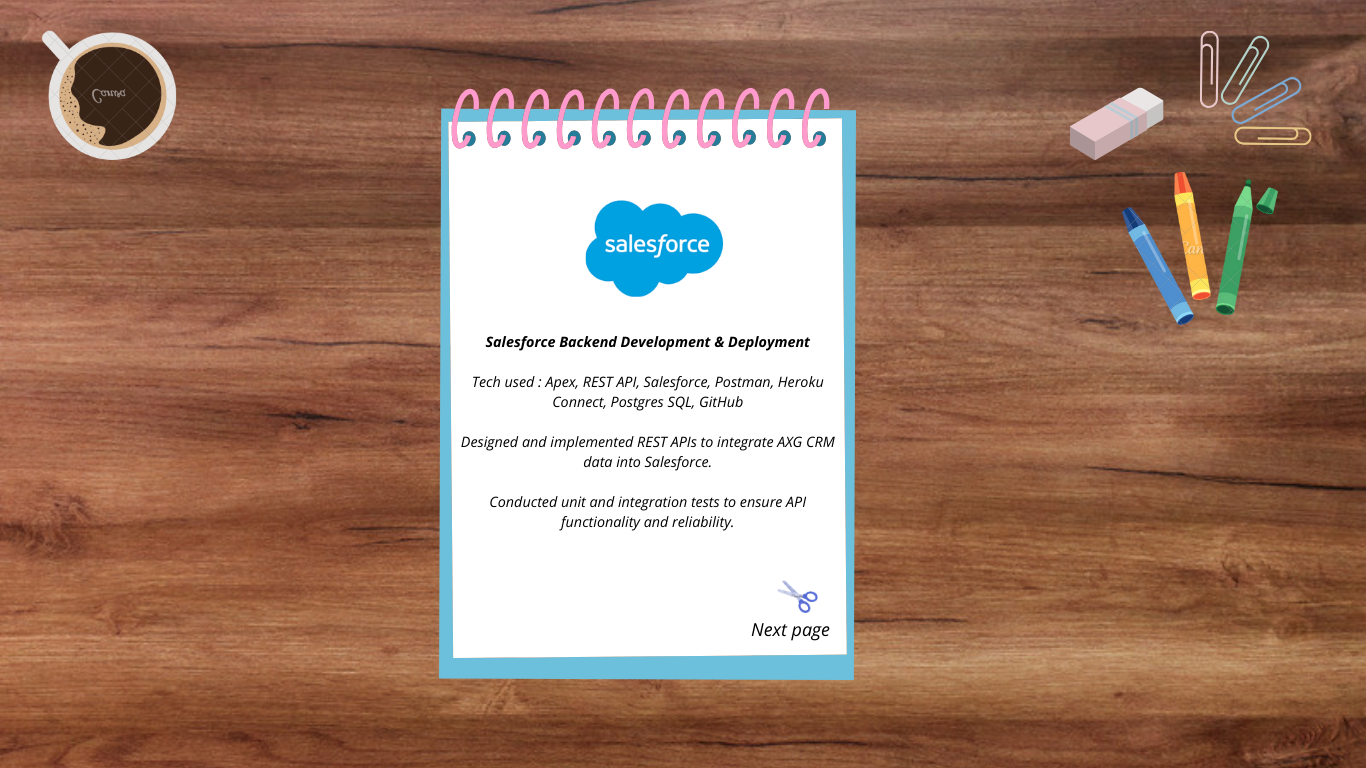 Canva
salesforce
Salesforce Backend Development & Deployment
Tech used : Apex, REST API, Salesforce, Postman, Heroku
Connect, Postgres SQL, GitHub
Designed and implemented REST APIs to integrate AXG CRM
data into Salesforce.
Conducted unit and integration tests to ensure API
functionality and reliability.
Next page